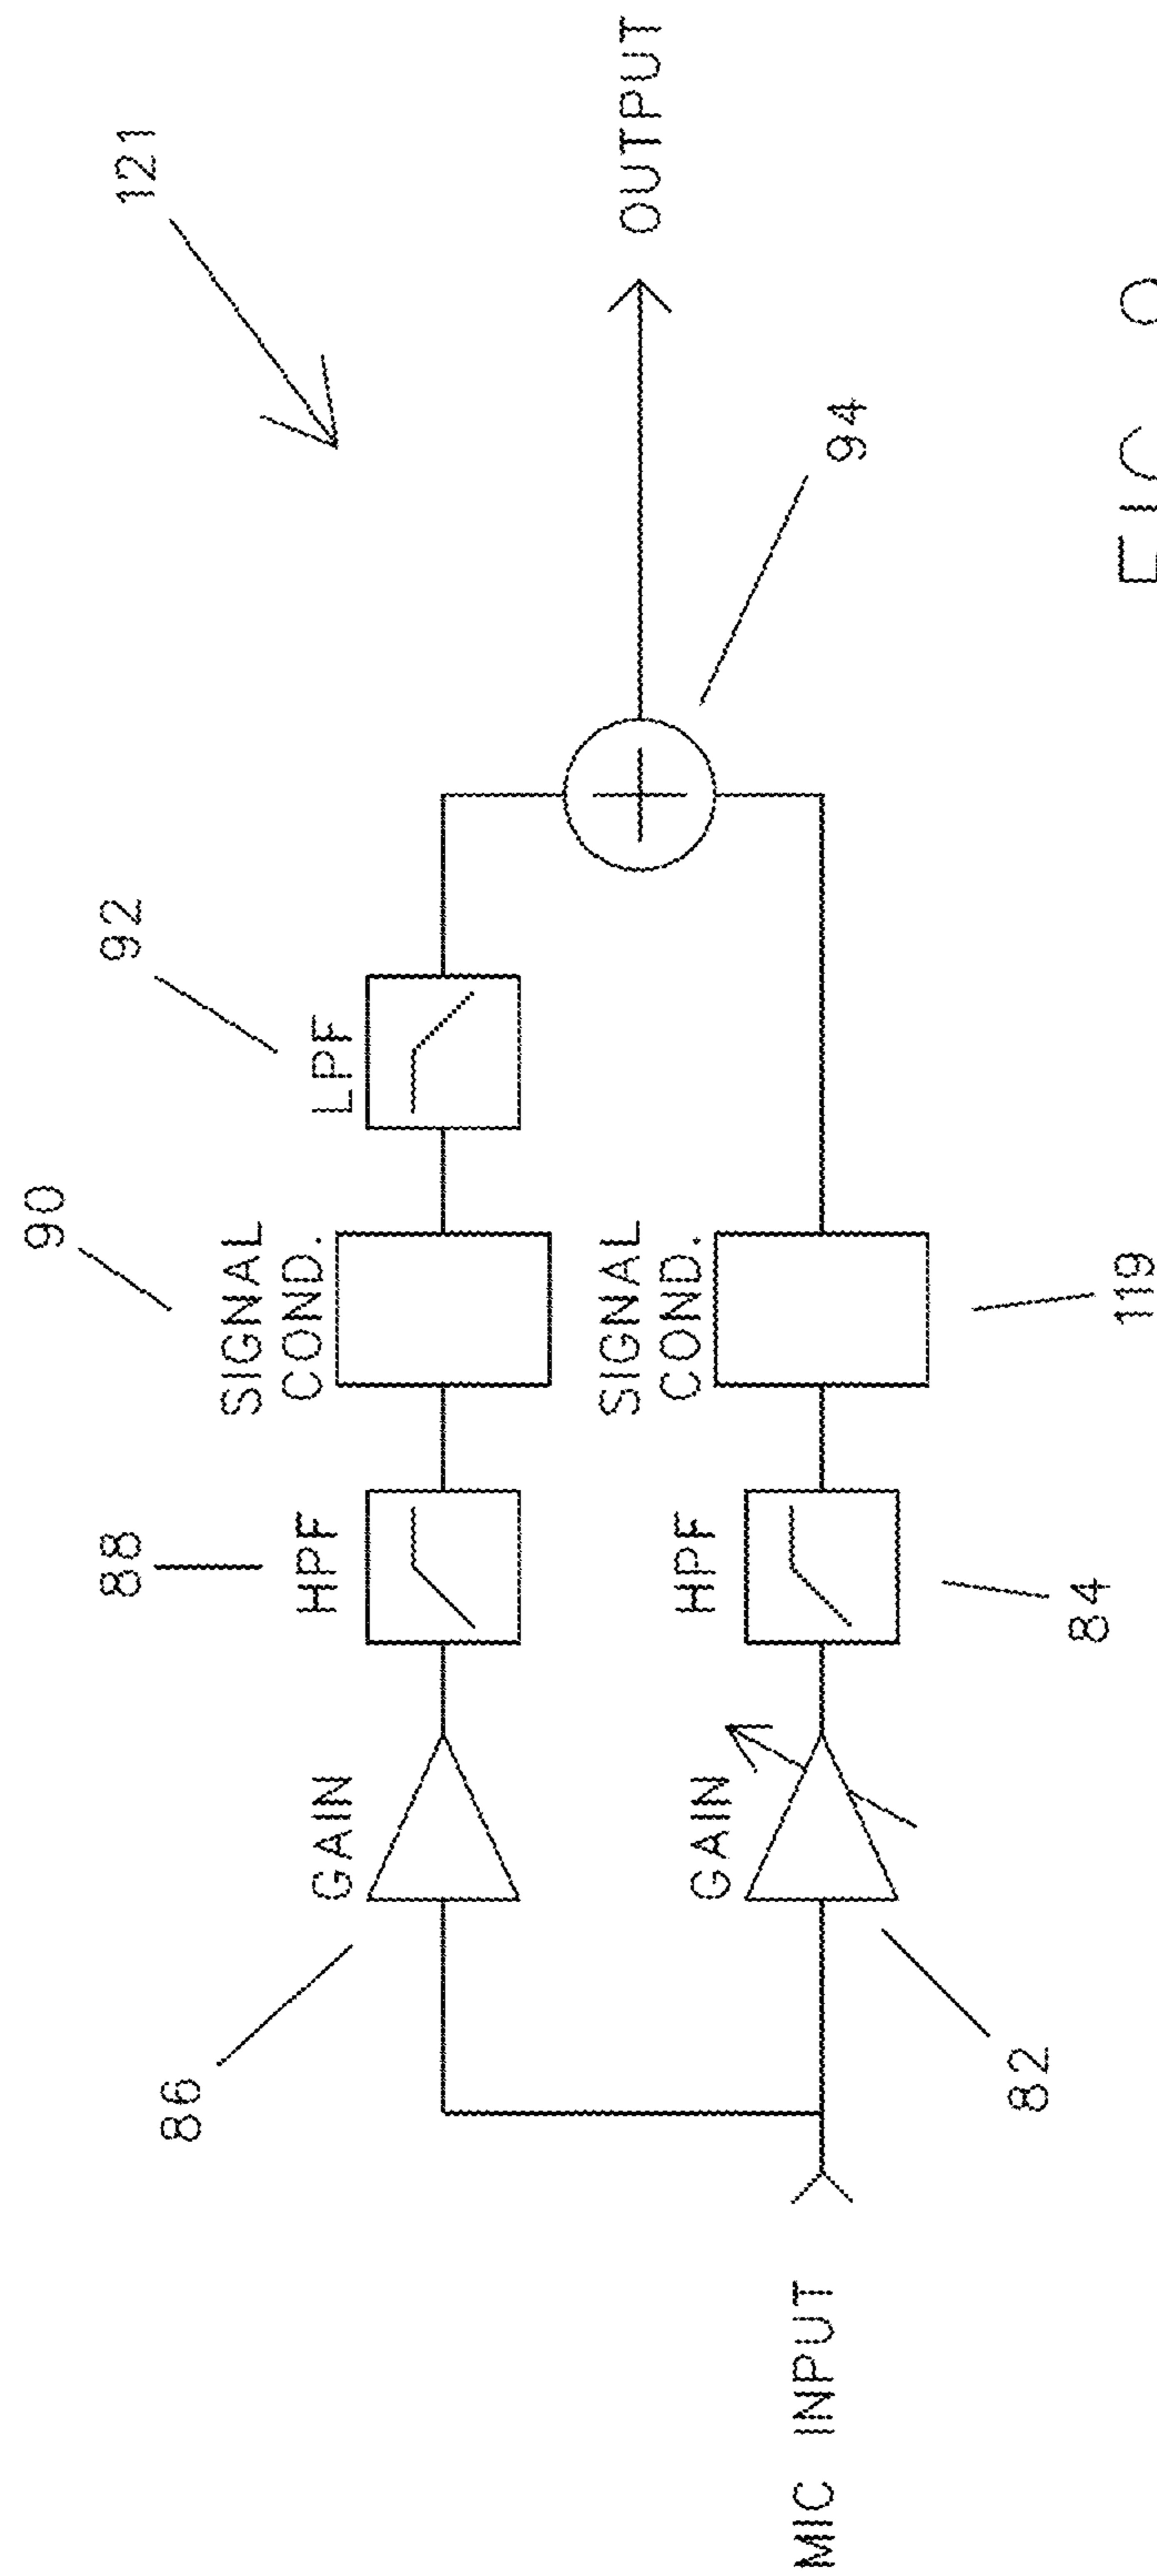 121
90
92
88
SIGNAL
COND.
LPF
HPF
GAIN
86
OUTPUT
94
SIGNAL
COND.
HPF
GAIN
MIC INPUT
119
84
82